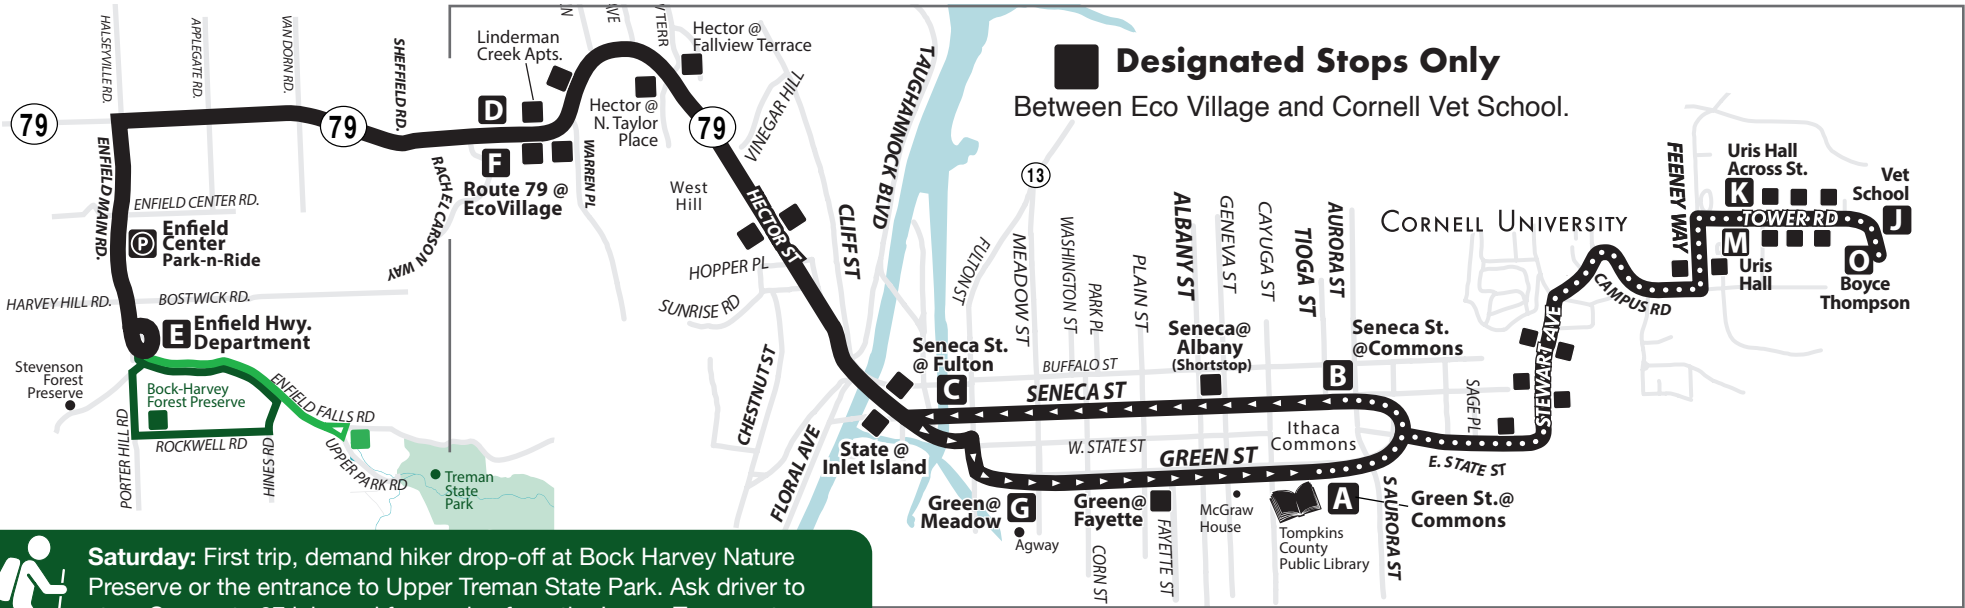 Designated Stops Only
Between Eco Village and Cornell Vet School.
79
79
79
13
HALSEYVILLE RD.
APPLEGATE RD.
VAN DORN RD.
SHEFFIELD RD.
Linderman
Creek Apts.
Hector @
Fallview Terrace
Hector @
N. Taylor
Place
D
F
Route 79 @
EcoVillage
RACHEL CARSON WAY
WARREN PL
VINEGAR HILL
West
Hill
HECTOR ST
HOPPER PL
SUNRISE RD
CLIFF ST
TAUGHANNOCK BLVD
CHESTNUT ST
FLORAL AVE
ENFIELD MAIN RD.
ENFIELD CENTER RD.
P
Enfield
Center
Park-n-Ride
HARVEY HILL RD.
BOSTWICK RD.
E
Enfield Hwy.
Department
Stevenson
Forest
Preserve
Bock-Harvey
Forest Preserve
ENFIELD FALLS RD
PORTER HILL RD
ROCKWELL RD
HINES RD
UPPER PARK RD
Treman
State
Park
State @
Inlet Island
Seneca St.
@ Fulton
C
FULTON ST
MEADOW ST
WASHINGTON ST
PARK PL
PLAIN ST
ALBANY ST
GENEVA ST
CAYUGA ST
TIOGA ST
AURORA ST
BUFFALO ST
SENECA ST
Seneca@
Albany
(Shortstop)
B
Seneca St.
@Commons
W. STATE ST
GREEN ST
Ithaca
Commons
E. STATE ST
SAGE PL
STEWART AVE
CAMPUS RD
CORNELL UNIVERSITY
FEENEY WAY
Uris Hall
Across St.
K
TOWER RD
M
Uris
Hall
Vet
School
J
O
Boyce
Thompson
Green@
Meadow
G
Agway
Green@
Fayette
CORN ST
FAYETTE ST
McGraw
House
Tompkins
County
Public Library
A
Green St.@
Commons
S AURORA ST
Saturday: First trip, demand hiker drop-off at Bock Harvey Nature
Preserve or the entrance to Upper Treman State Park. Ask driver to